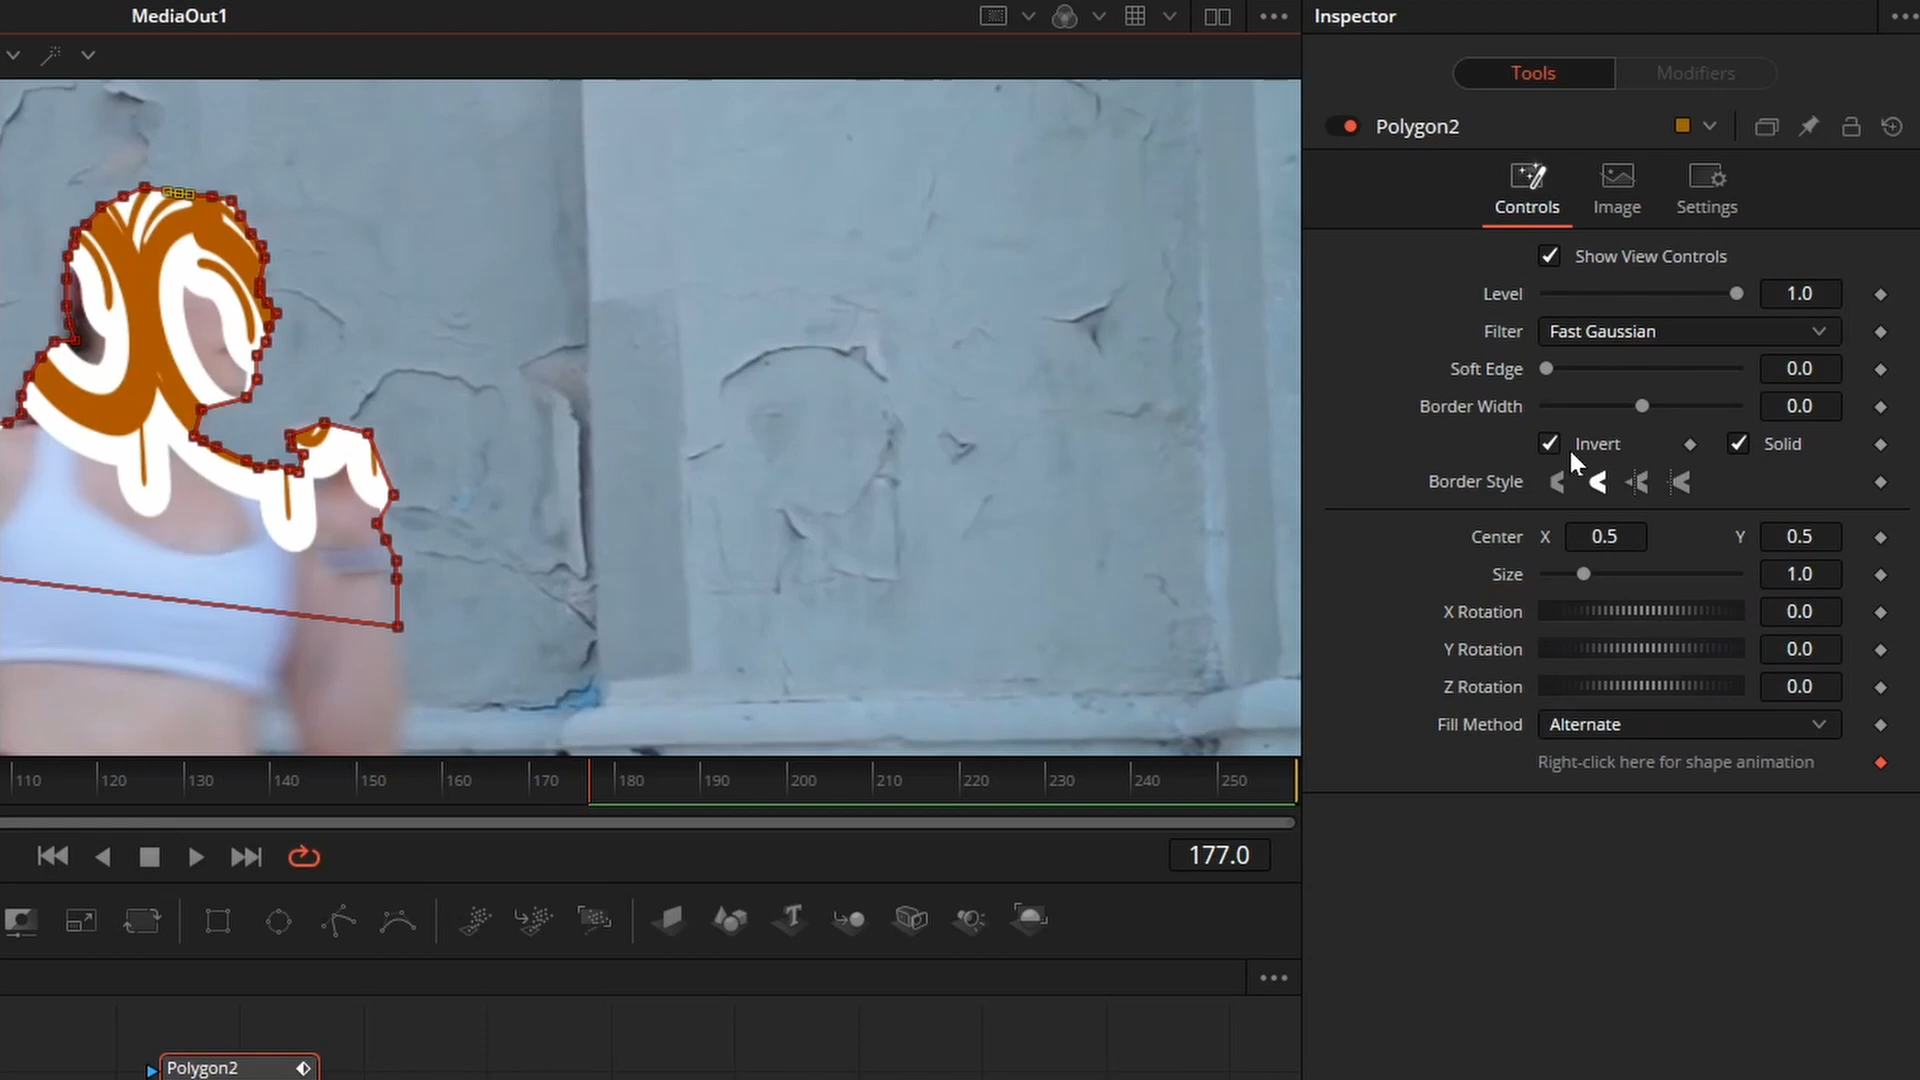 MediaOut1
Inspector
Tools
Modifiers
Polygon2
Controls
Image
Settings
Show View Controls
Level
1.0
Filter
Fast Gaussian
Soft Edge
0.0
Border Width
0.0
Invert
Solid
Border Style
Center
X
0.5
Y
0.5
Size
1.0
X Rotation
0.0
Y Rotation
0.0
Z Rotation
0.0
Fill Method
Alternate
Right-click here for shape animation
110 120 130 140 150 160 170 180 190 200 210 220 230 240 250
177.0
Polygon2